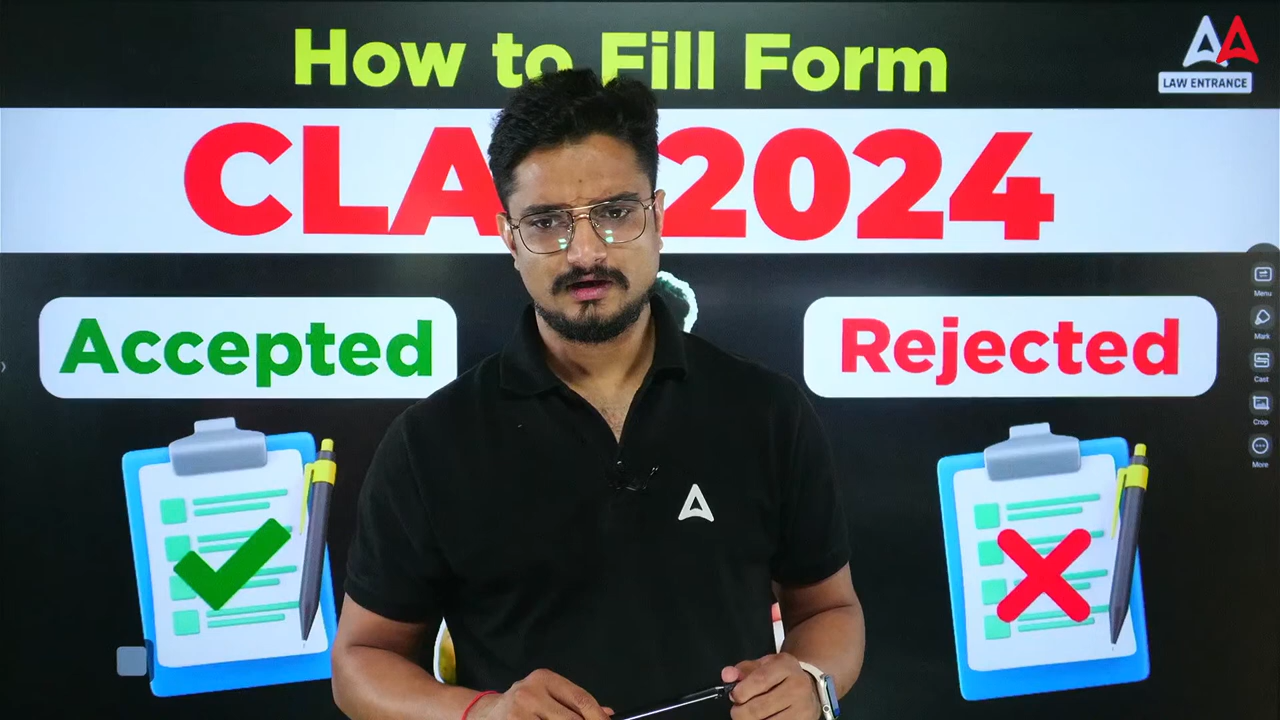 How to Fill Form
LAW ENTRANCE
CLA 2024
Accepted
Rejected
Menu
Mark
Cast
Crop
More